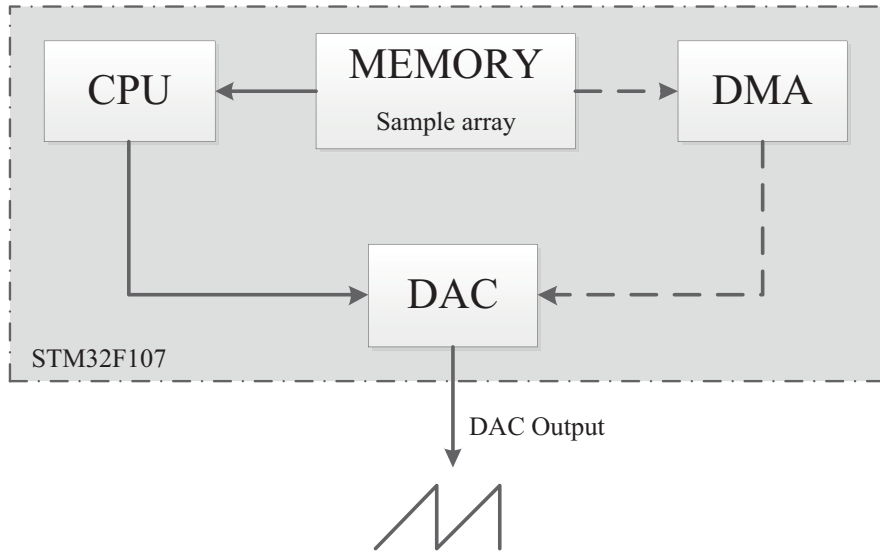 CPU
MEMORY
Sample array
DMA
DAC
STM32F107
DAC Output